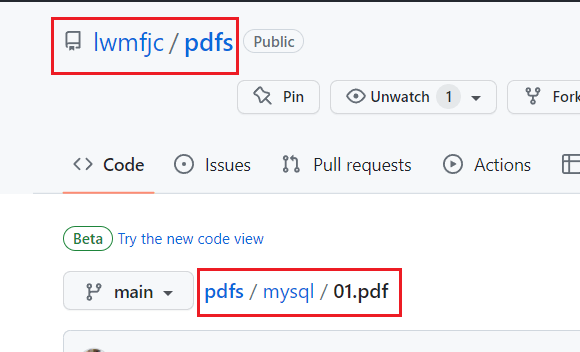 lwmfjc / pdfs Public
Pin Unwatch 1 Fork
Code Issues Pull requests Actions
Beta Try the new code view
main pdfs / mysql / 01.pdf